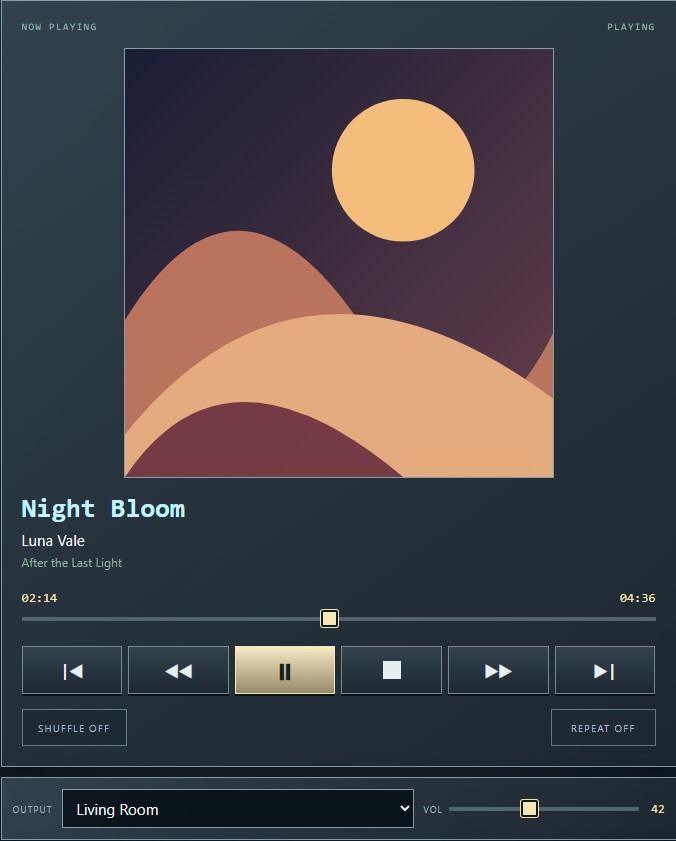 NOW PLAYING PLAYING
Night Bloom
Luna Vale
After the Last Light
02:14 04:36
SHUFFLE OFF REPEAT OFF
OUTPUT Living Room VOL 42